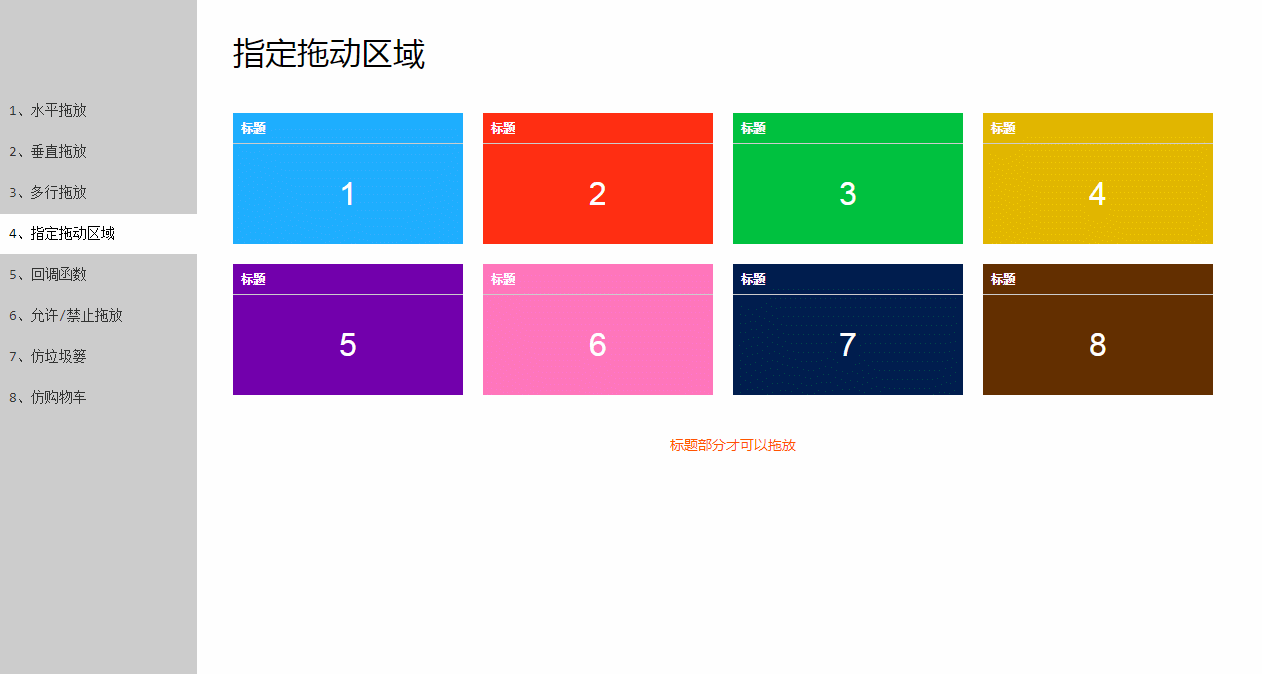 指定拖动区域
1、水平拖放
2、垂直拖放
3、多行拖放
4、指定拖动区域
5、回调函数
6、允许/禁止拖放
7、仿垃圾篓
8、仿购物车
标题
标题
标题
标题
1
2
3
4
标题
标题
标题
标题
5
6
7
8
标题部分才可以拖放